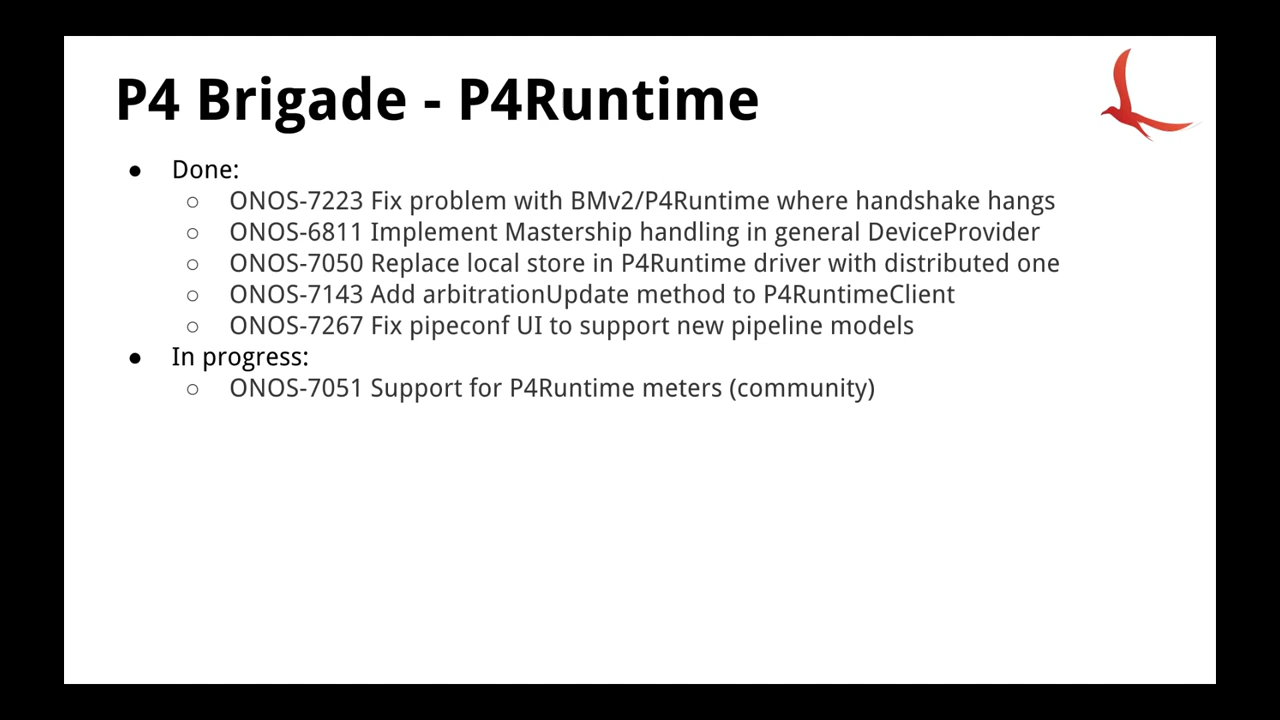 P4 Brigade - P4Runtime
● Done:
○ ONOS-7223 Fix problem with BMv2/P4Runtime where handshake hangs
○ ONOS-6811 Implement Mastership handling in general DeviceProvider
○ ONOS-7050 Replace local store in P4Runtime driver with distributed one
○ ONOS-7143 Add arbitrationUpdate method to P4RuntimeClient
○ ONOS-7267 Fix pipeconf UI to support new pipeline models
● In progress:
○ ONOS-7051 Support for P4Runtime meters (community)